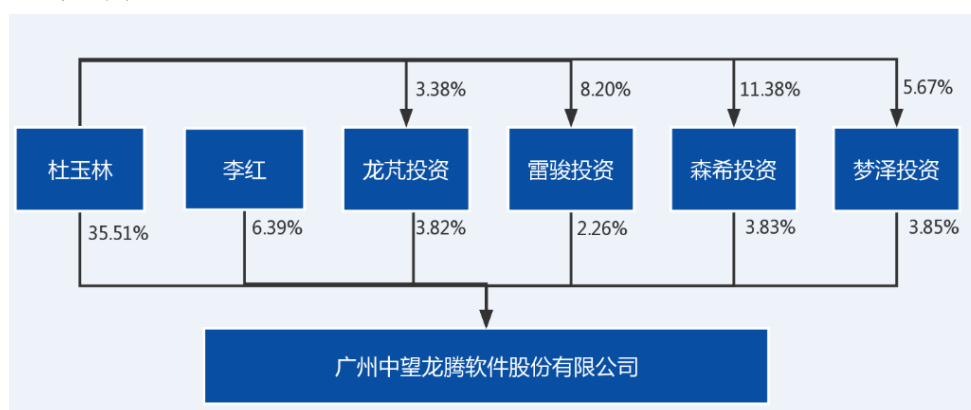 3.38%
8.20%
11.38%
5.67%
杜玉林
李红
龙芃投资
雷骏投资
森希投资
梦泽投资
35.51%
6.39%
3.82%
2.26%
3.83%
3.85%
广州中望龙腾软件股份有限公司